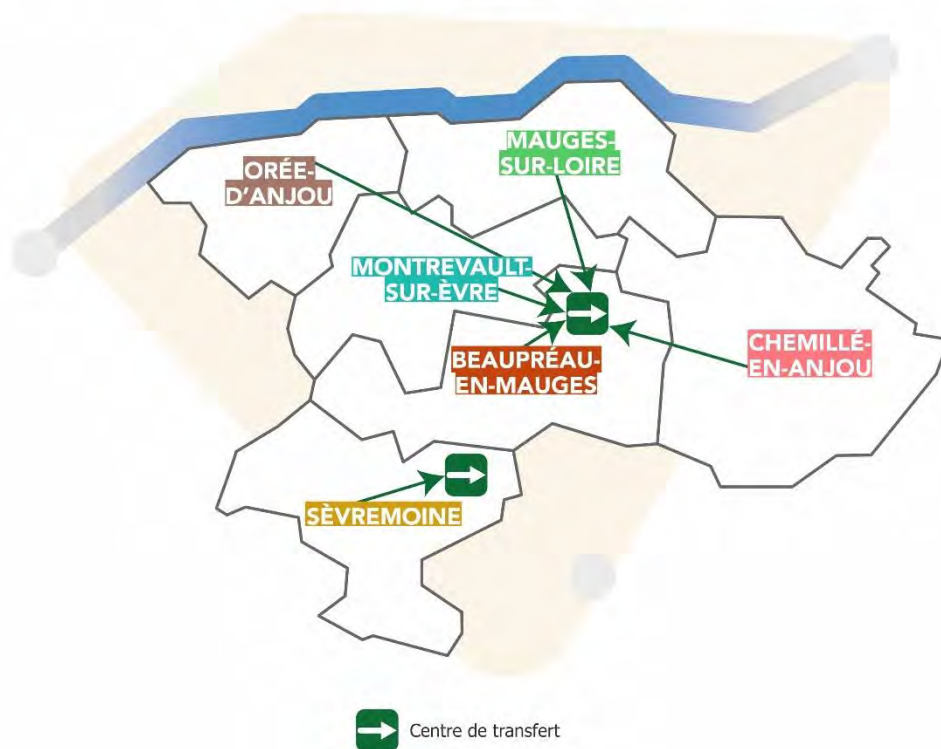 MAUGES-
SUR-LOIRE
ORÉE-
D'ANJOU
MONTREVAULT-
SUR-ÈVRE
CHEMILLÉ-
EN-ANJOU
BEAUPRÉAU-
EN-MAUGES
SÈVREMOINE
Centre de transfert